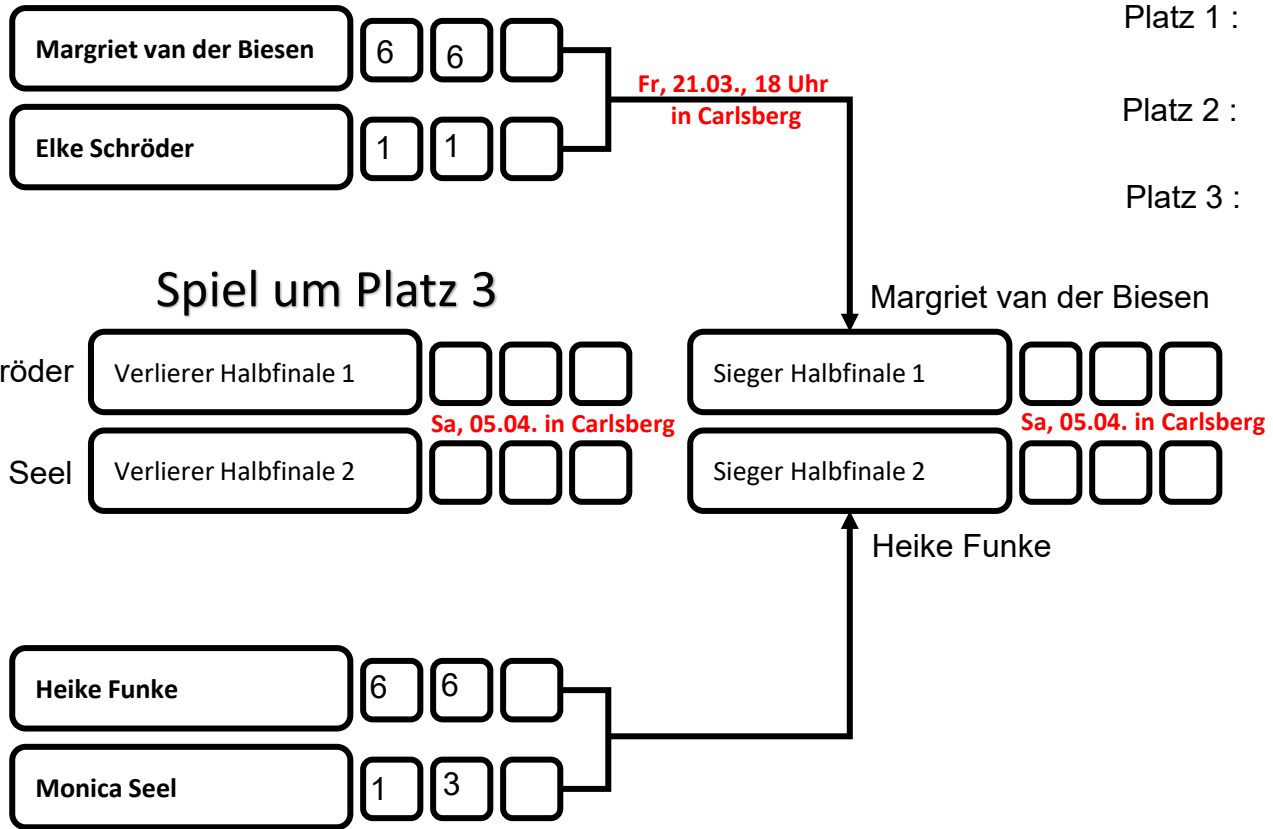 Platz 1 :
Margriet van der Biesen 6 6
Fr, 21.03., 18 Uhr
in Carlsberg
Platz 2 :
Elke Schröder 1 1
Platz 3 :
Spiel um Platz 3
Margriet van der Biesen
röder Verlierer Halbfinale 1
Sieger Halbfinale 1
Sa, 05.04. in Carlsberg
Sa, 05.04. in Carlsberg
Seel Verlierer Halbfinale 2
Sieger Halbfinale 2
Heike Funke
Heike Funke 6 6
Monica Seel 1 3